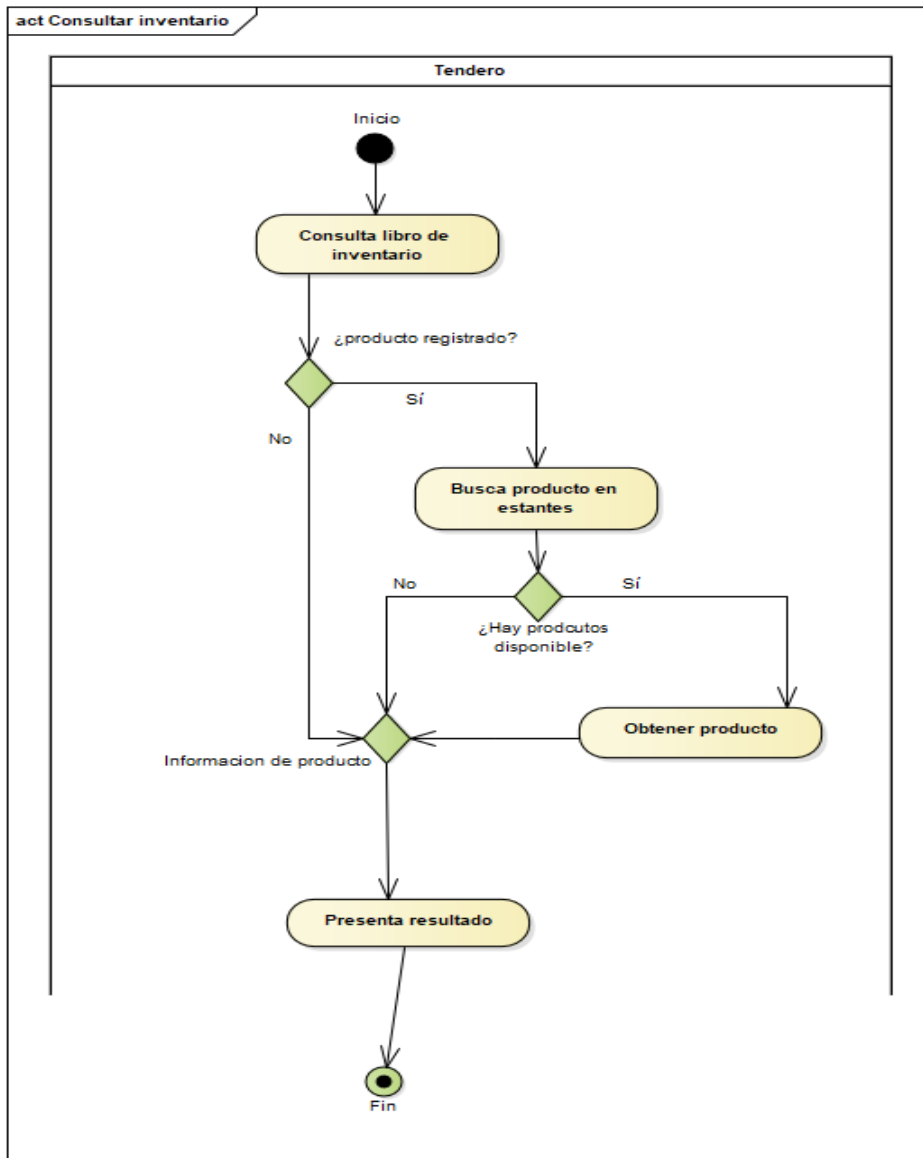 act Consultar inventario
Tendero
Inicio
Consulta libro de
inventario
¿producto registrado?
Sí
No
Busca producto en
estantes
No
Sí
¿Hay prodcutos
disponible?
Obtener producto
Informacion de producto
Presenta resultado
Fin